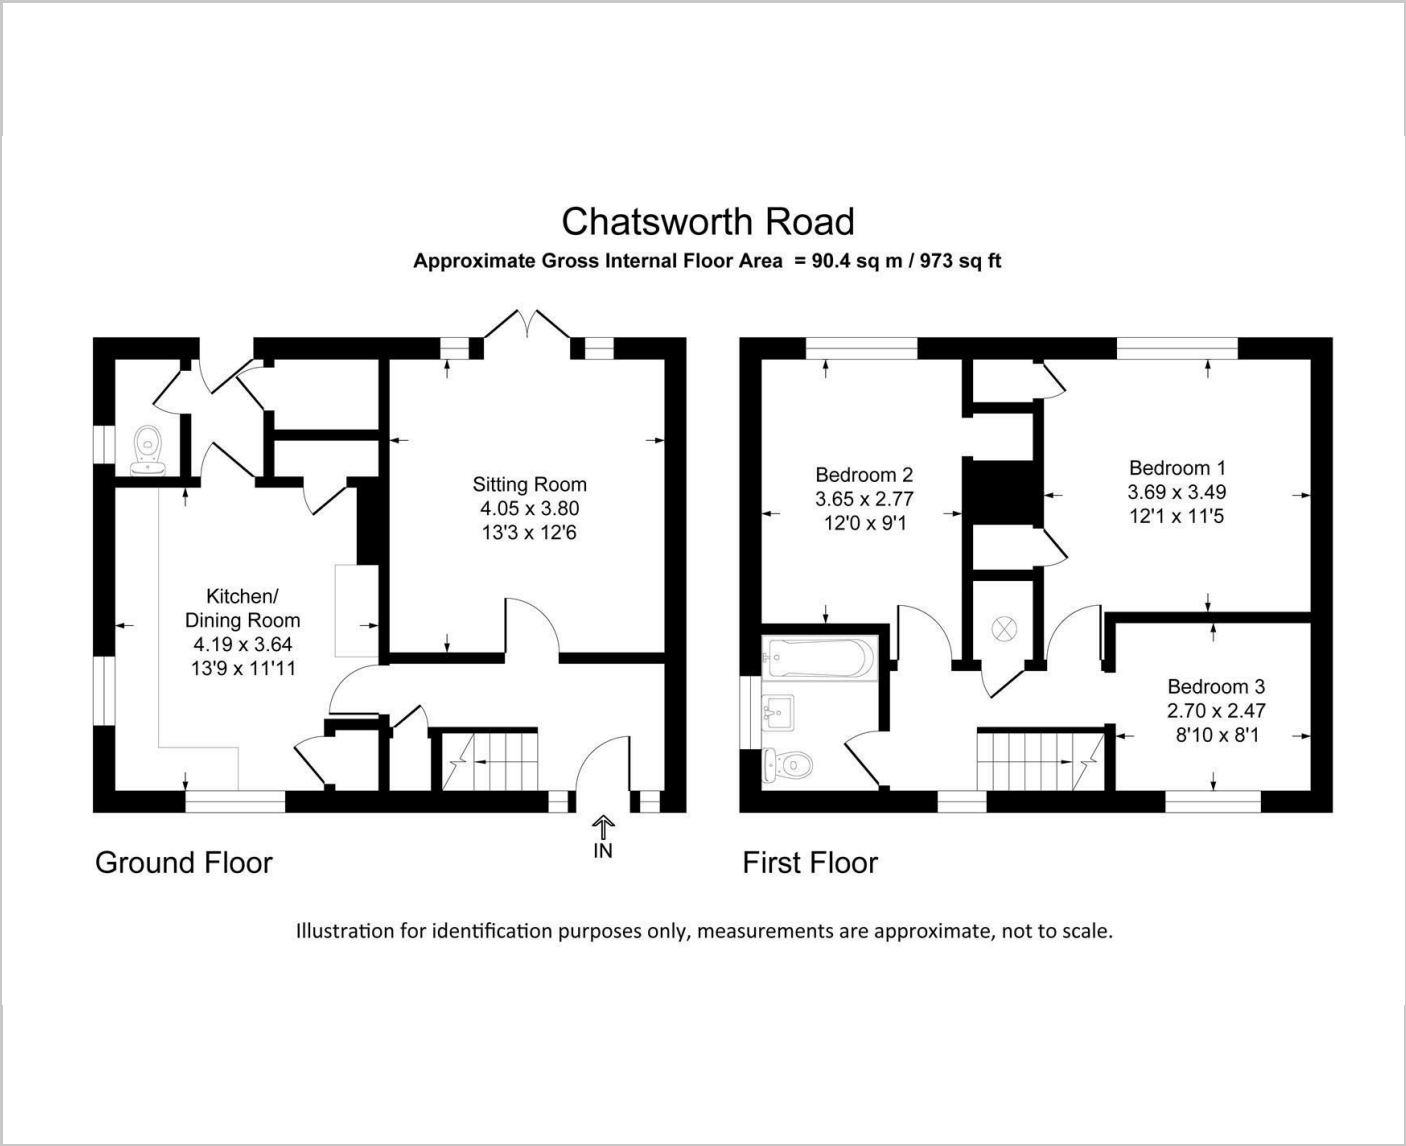 Chatsworth Road
Approximate Gross Internal Floor Area = 90.4 sq m / 973 sq ft
Sitting Room
4.05 x 3.80
13'3 x 12'6
Kitchen/
Dining Room
4.19 x 3.64
13'9 x 11'11
IN
Ground Floor
Bedroom 2
3.65 x 2.77
12'0 x 9'1
Bedroom 1
3.69 x 3.49
12'1 x 11'5
Bedroom 3
2.70 x 2.47
8'10 x 8'1
First Floor
Illustration for identification purposes only, measurements are approximate, not to scale.